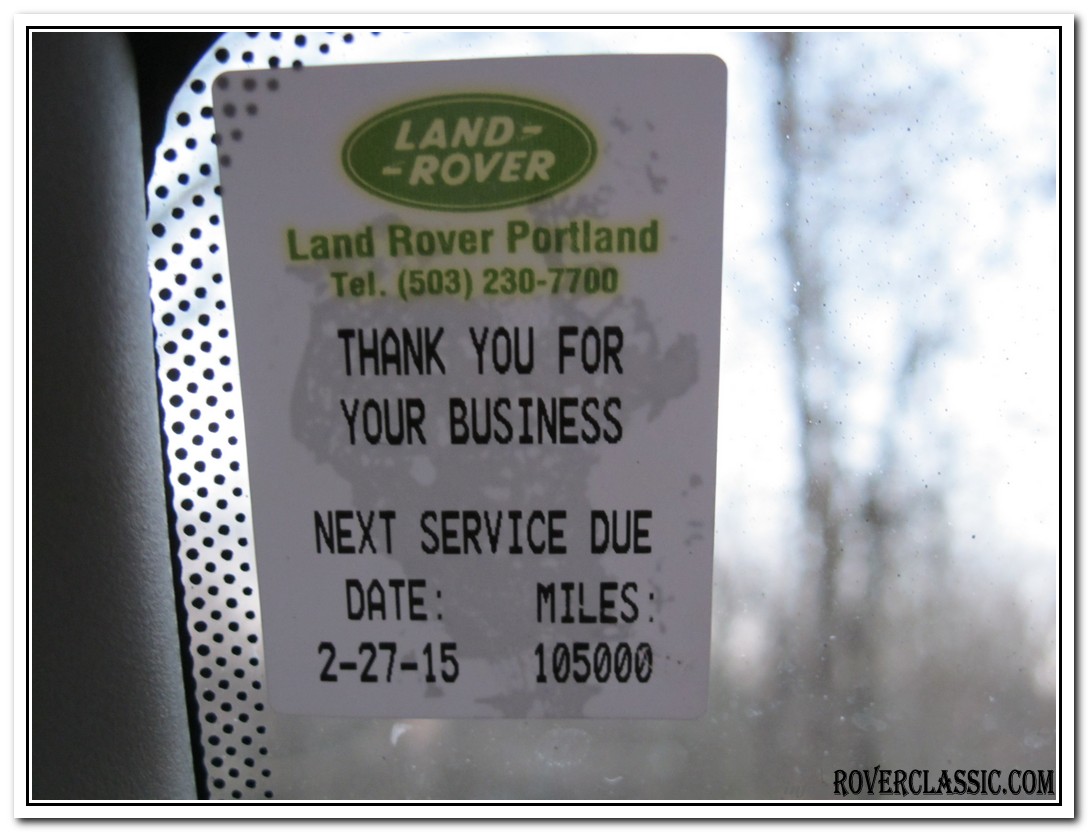 LAND-
-ROVER
Land Rover Portland
Tel. (503) 230-7700
THANK YOU FOR
YOUR BUSINESS
NEXT SERVICE DUE
DATE: MILES:
2-27-15 105000
ROVERCLASSIC.COM